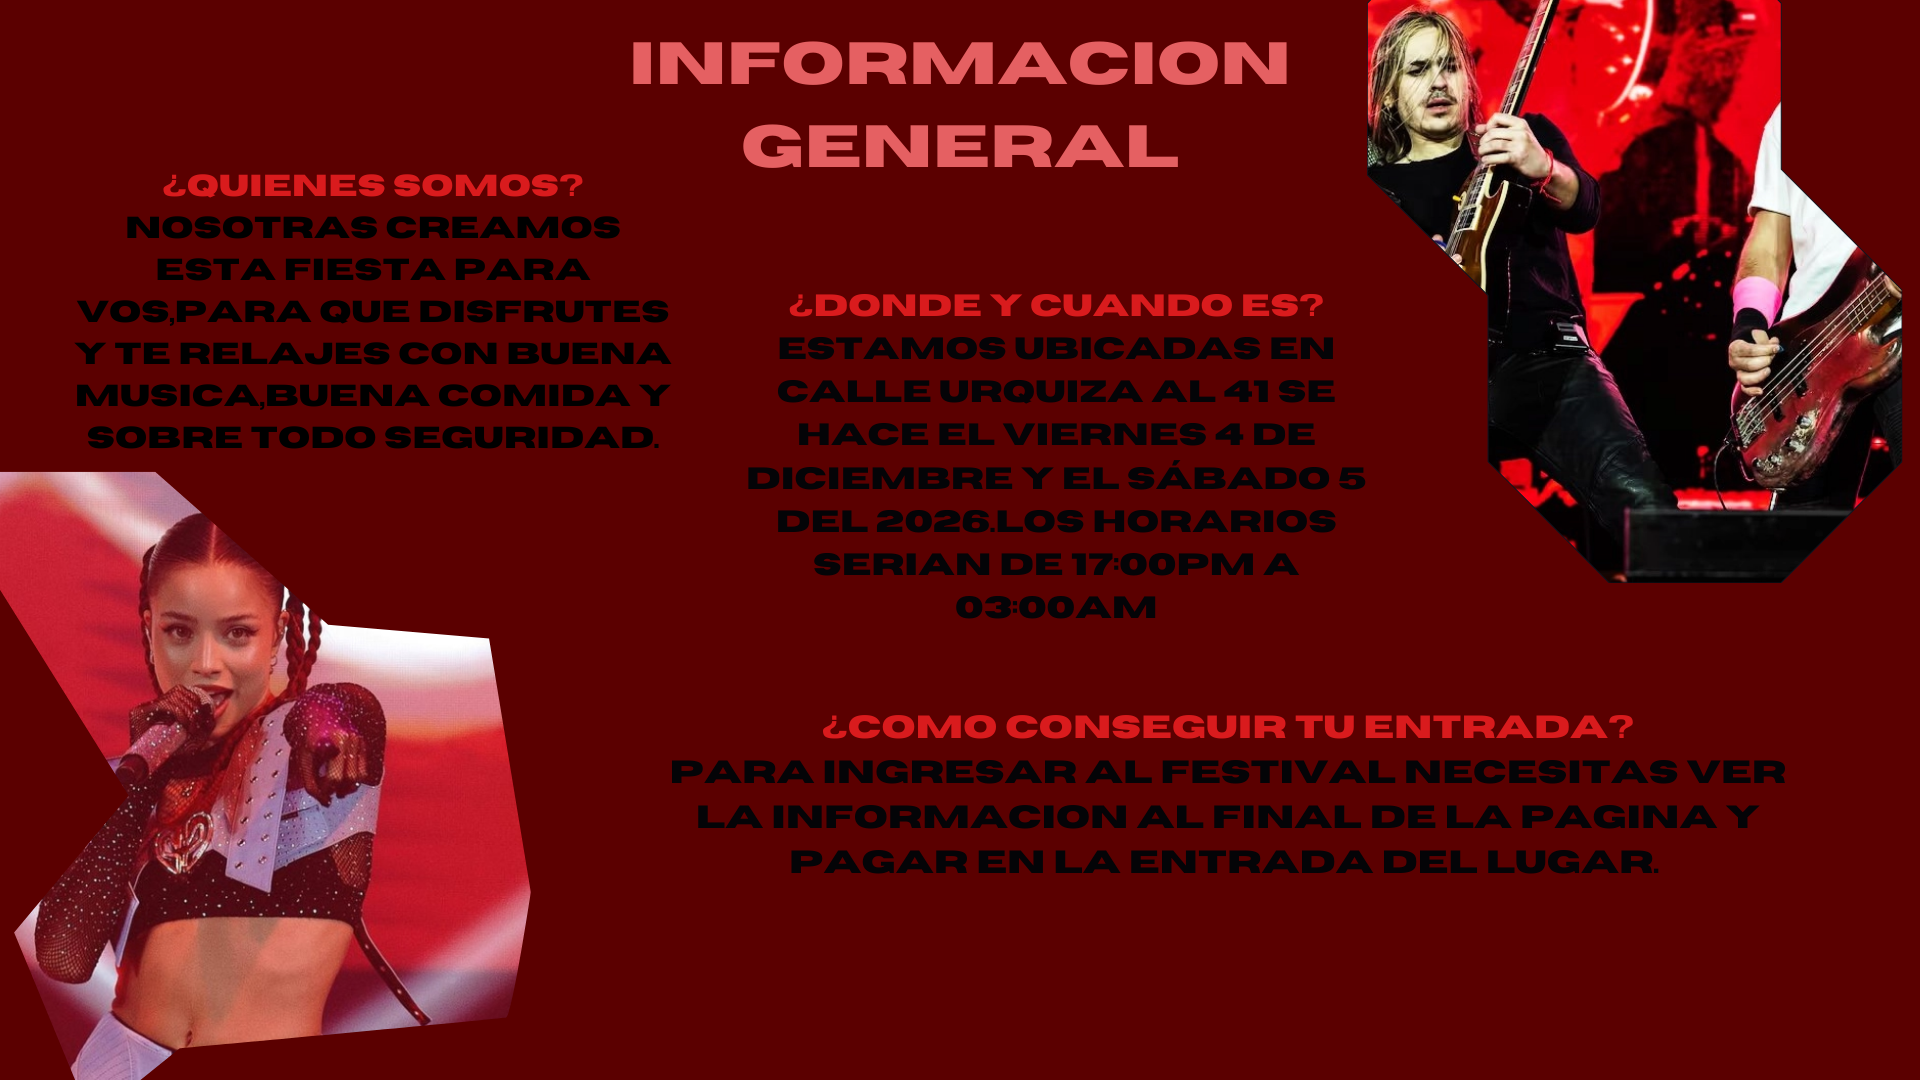 INFORMACION
GENERAL
¿QUIENES SOMOS?
NOSOTRAS CREAMOS
ESTA FIESTA PARA
VOS,PARA QUE DISFRUTES
Y TE RELAJES CON BUENA
MUSICA,BUENA COMIDA Y
SOBRE TODO SEGURIDAD.
¿DONDE Y CUANDO ES?
ESTAMOS UBICADAS EN
CALLE URQUIZA AL 41 SE
HACE EL VIERNES 4 DE
DICIEMBRE Y EL SÁBADO 5
DEL 2026.LOS HORARIOS
SERIAN DE 17:00PM A
03:00AM
¿COMO CONSEGUIR TU ENTRADA?
PARA INGRESAR AL FESTIVAL NECESITAS VER
LA INFORMACION AL FINAL DE LA PAGINA Y
PAGAR EN LA ENTRADA DEL LUGAR.